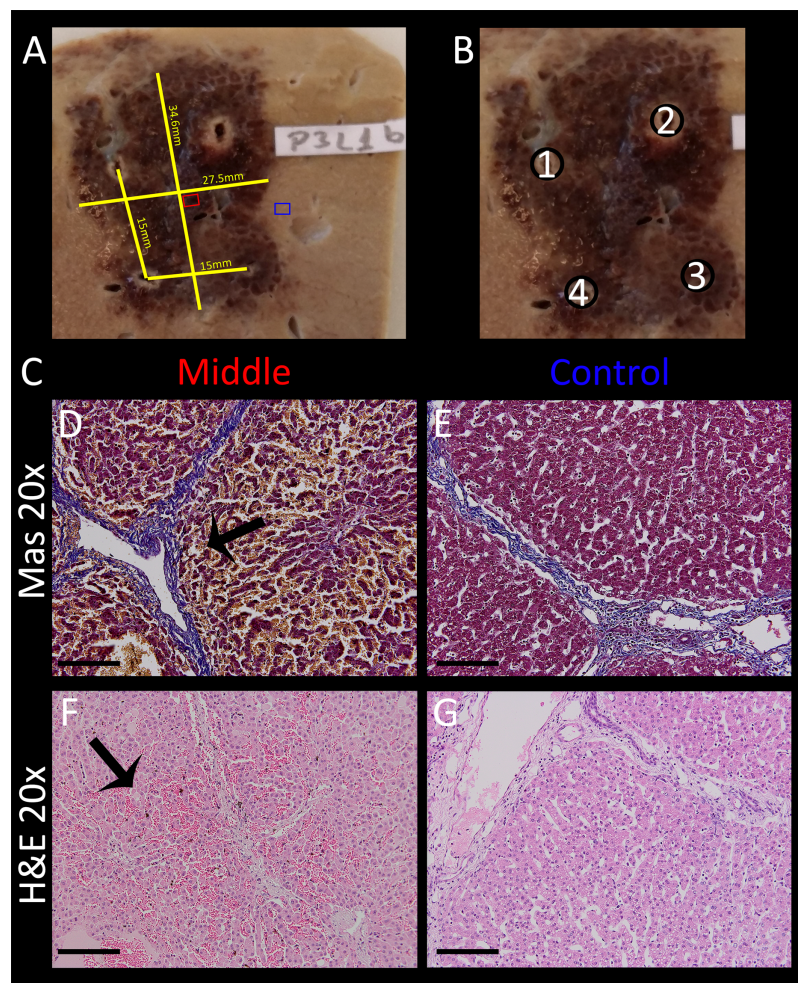 A
B
34.6mm
P3L1b
27.5mm
15mm
15mm
1
2
3
4
C
Middle
Control
Mas 20x
D
E
H&E 20x
F
G